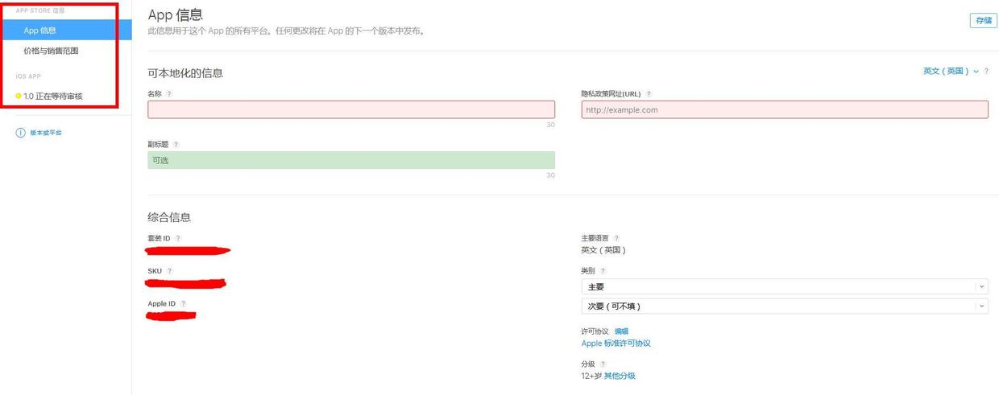 APP STORE 信息
App 信息
价格与销售范围
iOS APP
1.0 正在等待审核
版本或平台
App 信息
此信息用于这个 App 的所有平台。任何更改将在 App 的下一个版本中发布。
存储
可本地化的信息
英文（英国） ?
名称 ?
30
隐私政策网址(URL) ?
http://example.com
副标题 ?
可选
30
综合信息
套装 ID ?
SKU ?
Apple ID ?
主要语言 ?
英文（英国）
类别 ?
主要
次要（可不填）
许可协议 编辑
Apple 标准许可协议
分级 ?
12+岁 其他分级